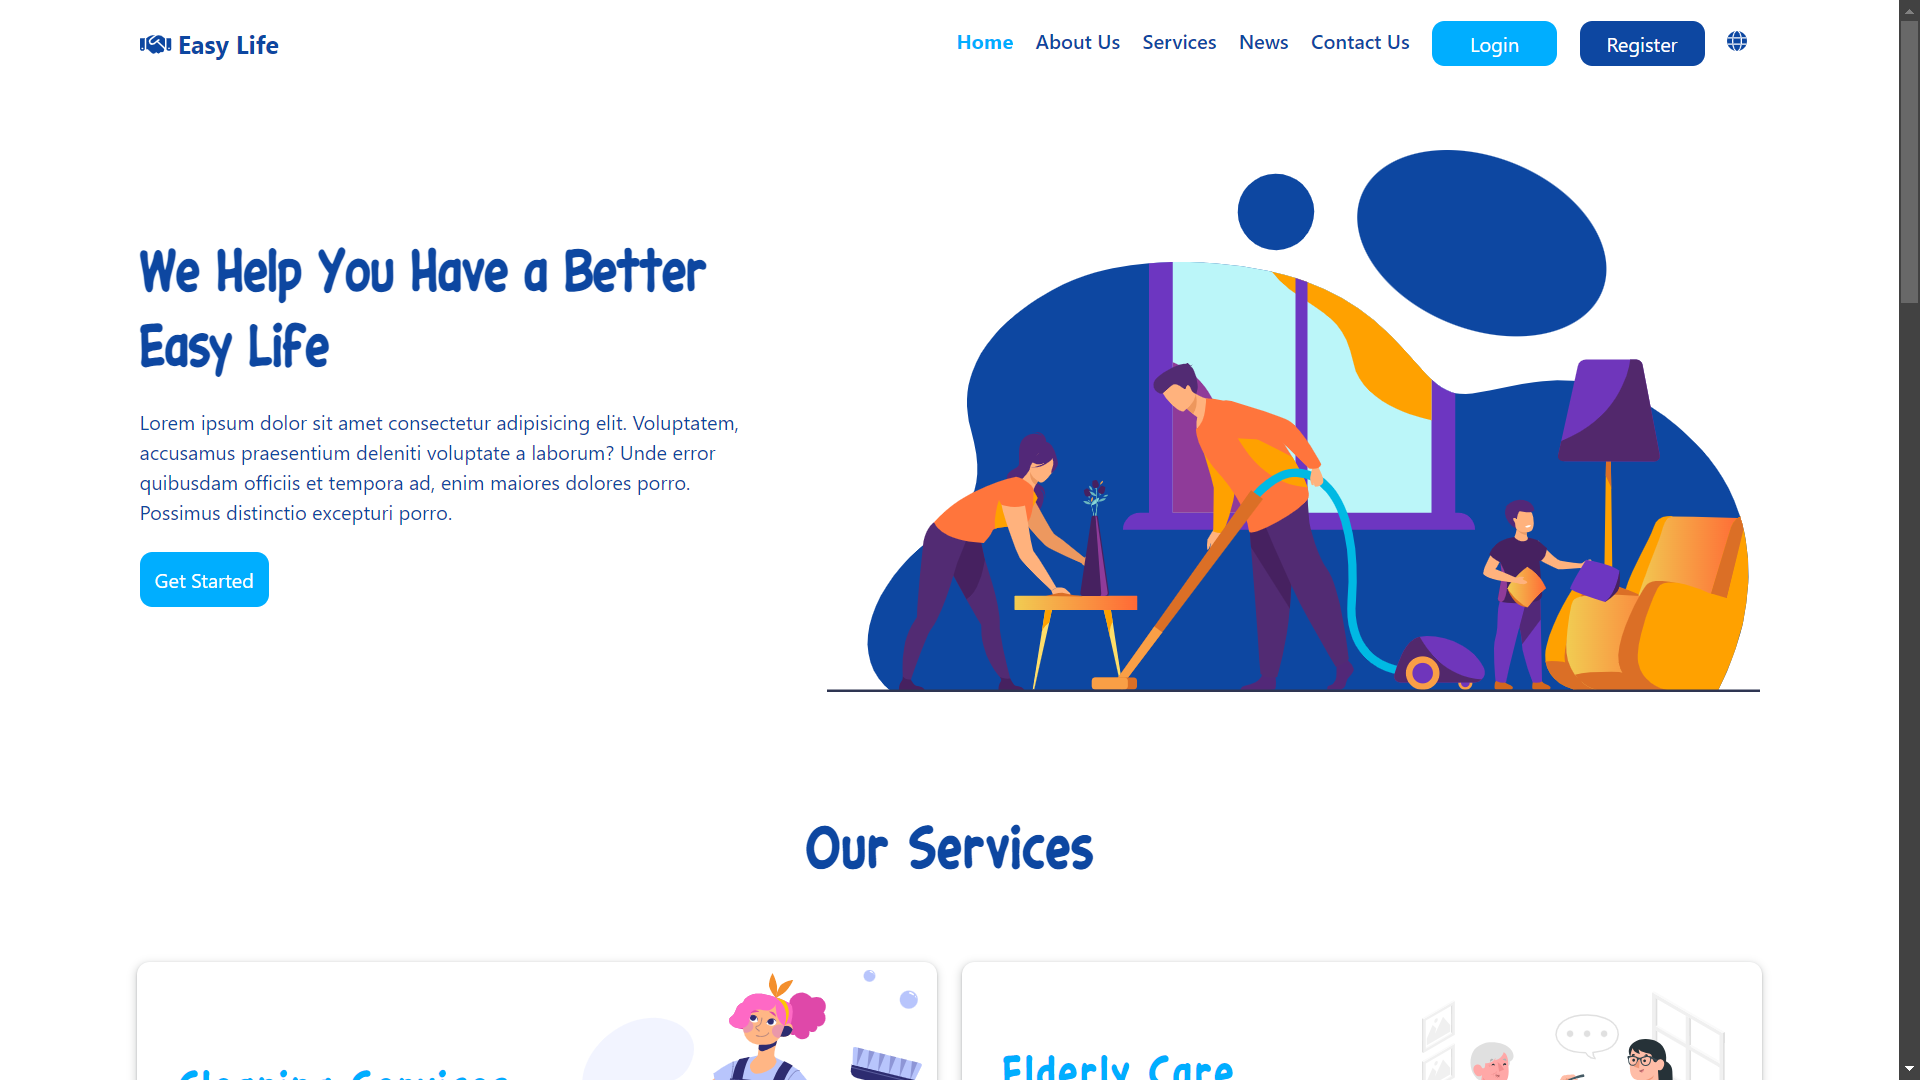 Easy Life
Home About Us Services News Contact Us Login Register
We Help You Have a Better
Easy Life
Lorem ipsum dolor sit amet consectetur adipisicing elit. Voluptatem,
accusamus praesentium deleniti voluptate a laborum? Unde error
quibusdam officiis et tempora ad, enim maiores dolores porro.
Possimus distinctio excepturi porro.
Get Started
Our Services
Cleaning Services
Elderly Care